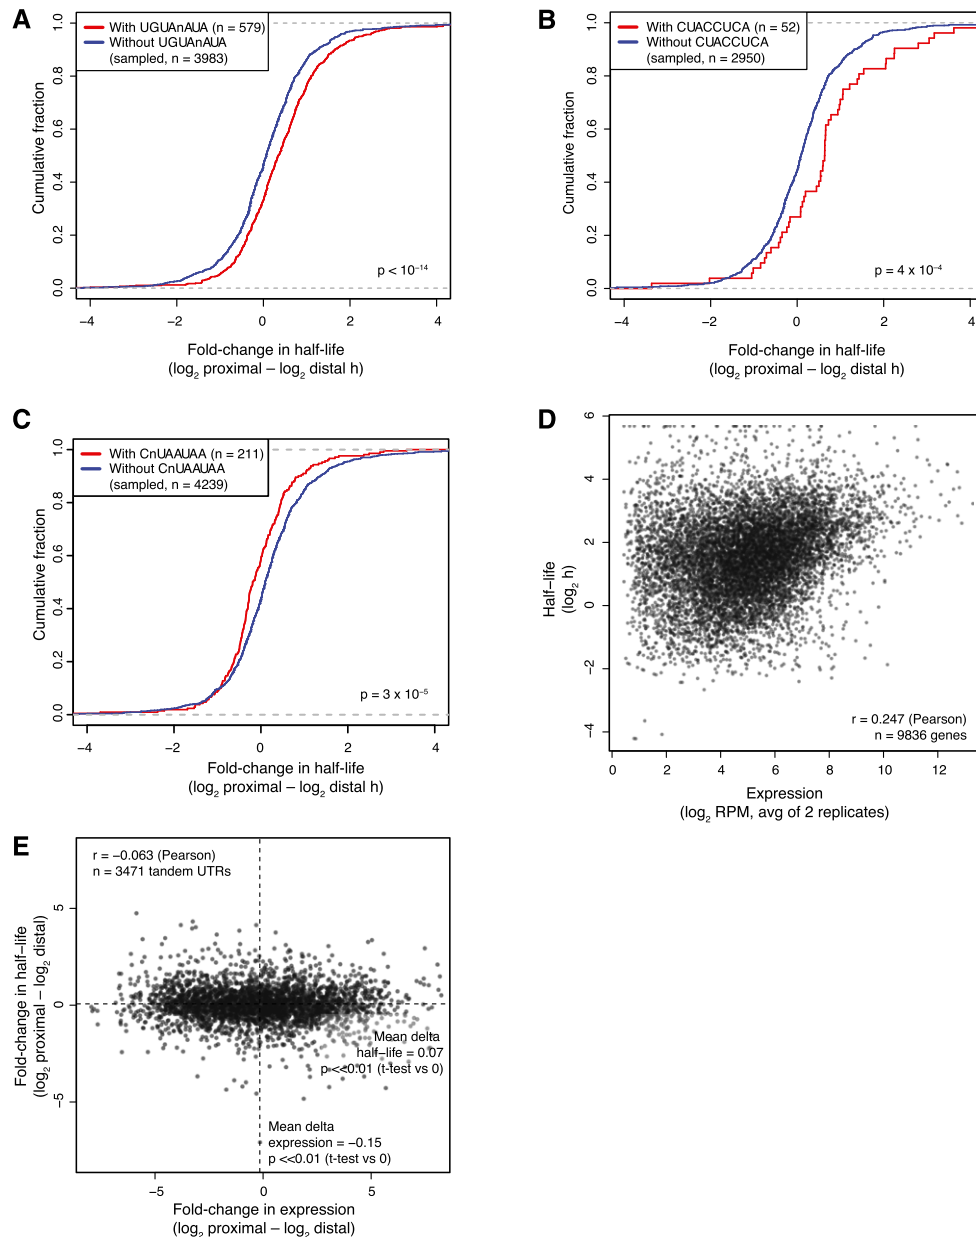 A
With UGUAnAUA (n = 579)
Without UGUAnAUA
(sampled, n = 3983)
Cumulative fraction
0.0 0.2 0.4 0.6 0.8 1.0
p < 10−14
−4 −2 0 2 4
Fold-change in half-life
(log2 proximal – log2 distal h)
B
With CUACCUCA (n = 52)
Without CUACCUCA
(sampled, n = 2950)
Cumulative fraction
0.0 0.2 0.4 0.6 0.8 1.0
p = 4 x 10−4
−4 −2 0 2 4
Fold-change in half-life
(log2 proximal – log2 distal h)
C
With CnUAAUAA (n = 211)
Without CnUAAUAA
(sampled, n = 4239)
Cumulative fraction
0.0 0.2 0.4 0.6 0.8 1.0
p = 3 x 10−5
−4 −2 0 2 4
Fold-change in half-life
(log2 proximal – log2 distal h)
D
Half−life
(log2 h)
−4 −2 0 2 4 6
r = 0.247 (Pearson)
n = 9836 genes
0 2 4 6 8 10 12
Expression
(log2 RPM, avg of 2 replicates)
E
r = −0.063 (Pearson)
n = 3471 tandem UTRs
Fold−change in half−life
(log2 proximal – log2 distal)
−5 0 5
Mean delta
half−life = 0.07
p <<0.01 (t-test vs 0)
Mean delta
expression = −0.15
p <<0.01 (t-test vs 0)
−5 0 5
Fold−change in expression
(log2 proximal – log2 distal)